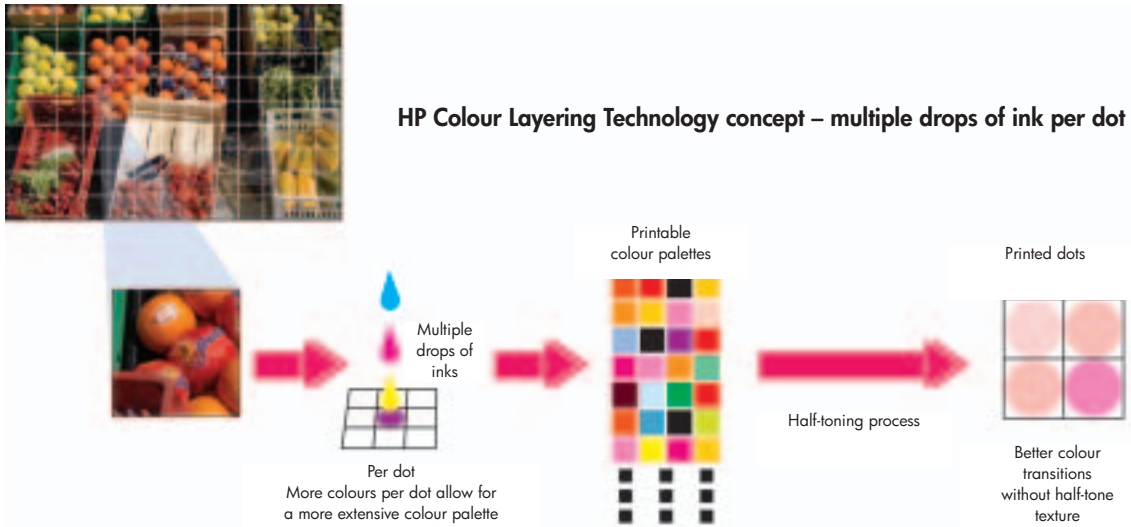 HP Colour Layering Technology concept – multiple drops of ink per dot
Printable
colour palettes
Printed dots
Multiple
drops of
inks
Half-toning process
Per dot
More colours per dot allow for
a more extensive colour palette
Better colour
transitions
without half-tone
texture